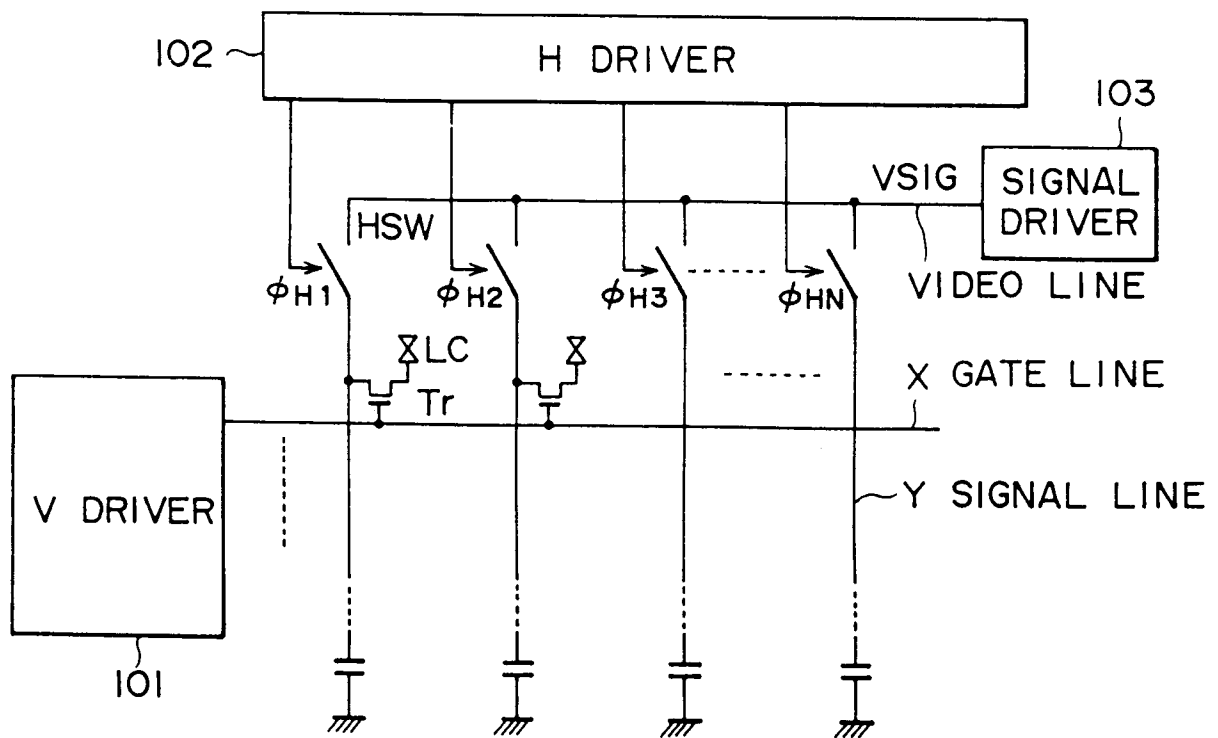 102
H DRIVER
103
VSIG
SIGNAL
DRIVER
HSW
ϕH1
ϕH2
ϕH3
ϕHN
VIDEO LINE
LC
Tr
X GATE LINE
V DRIVER
Y SIGNAL LINE
101